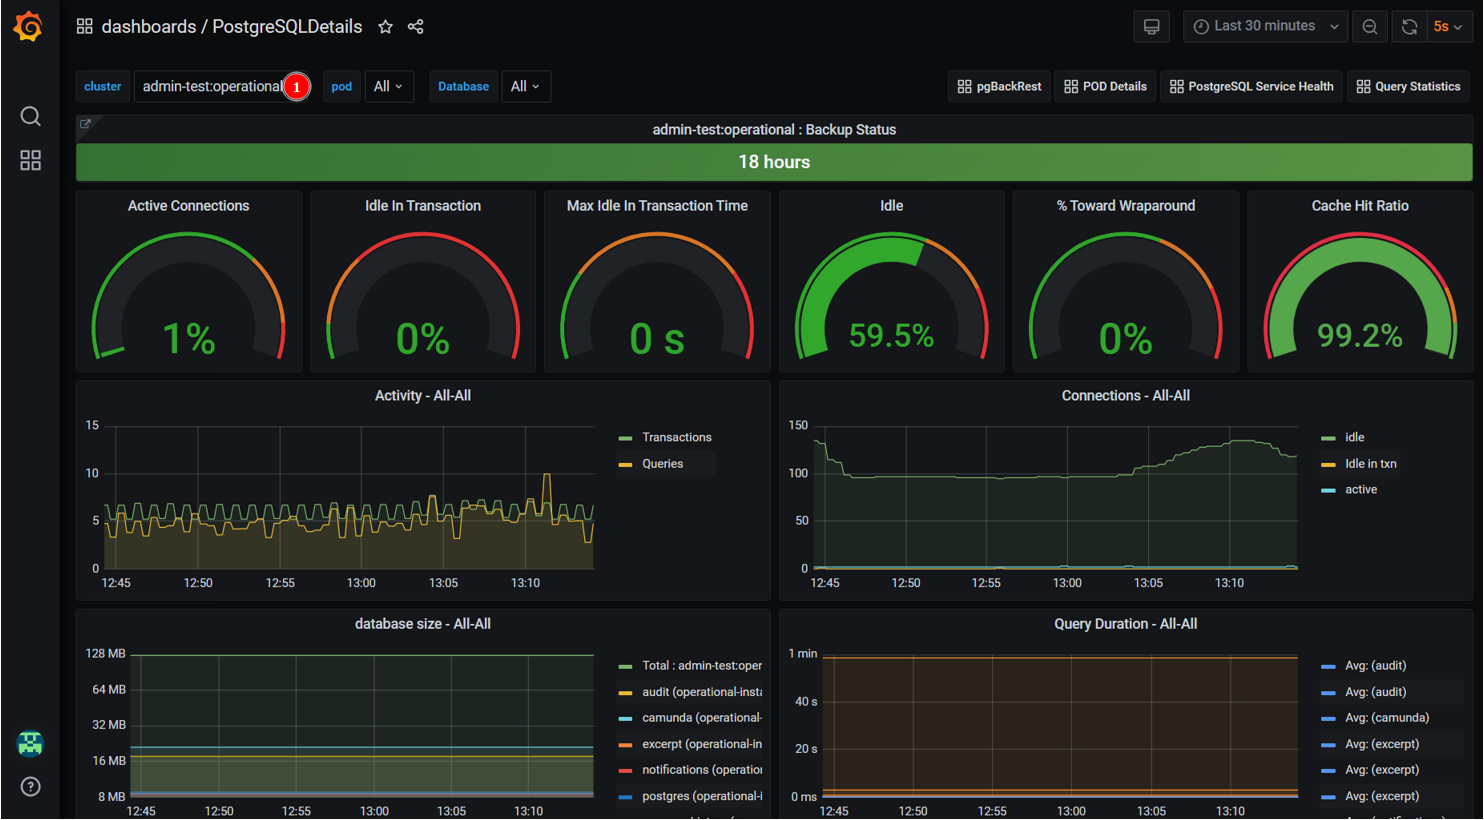 dashboards / PostgreSQLDetails
Last 30 minutes
5s
cluster admin-test:operational 1 pod All Database All
pgBackRest POD Details PostgreSQL Service Health Query Statistics
admin-test:operational : Backup Status
18 hours
Active Connections
1%
Idle In Transaction
0%
Max Idle In Transaction Time
0 s
Idle
59.5%
% Toward Wraparound
0%
Cache Hit Ratio
99.2%
Activity - All-All
15
10
5
0
12:45 12:50 12:55 13:00 13:05 13:10
Transactions
Queries
Connections - All-All
150
100
50
0
12:45 12:50 12:55 13:00 13:05 13:10
idle
Idle in txn
active
database size - All-All
128 MB
64 MB
32 MB
16 MB
8 MB
12:45 12:50 12:55 13:00 13:05 13:10
Total : admin-test:oper
audit (operational-insta
camunda (operational-
excerpt (operational-in
notifications (operation
postgres (operational-i
Query Duration - All-All
1 min
40 s
20 s
0 ms
12:45 12:50 12:55 13:00 13:05 13:10
Avg: (audit)
Avg: (audit)
Avg: (camunda)
Avg: (excerpt)
Avg: (excerpt)
Avg: (excerpt)